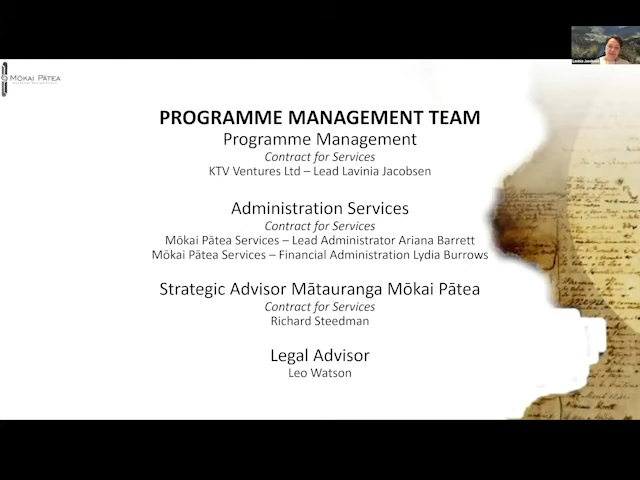 MŌKAI PĀTEA
PROGRAMME MANAGEMENT TEAM
Programme Management
Contract for Services
KTV Ventures Ltd – Lead Lavinia Jacobsen
Administration Services
Contract for Services
Mōkai Pātea Services – Lead Administrator Ariana Barrett
Mōkai Pātea Services – Financial Administration Lydia Burrows
Strategic Advisor Mātauranga Mōkai Pātea
Contract for Services
Richard Steedman
Legal Advisor
Leo Watson